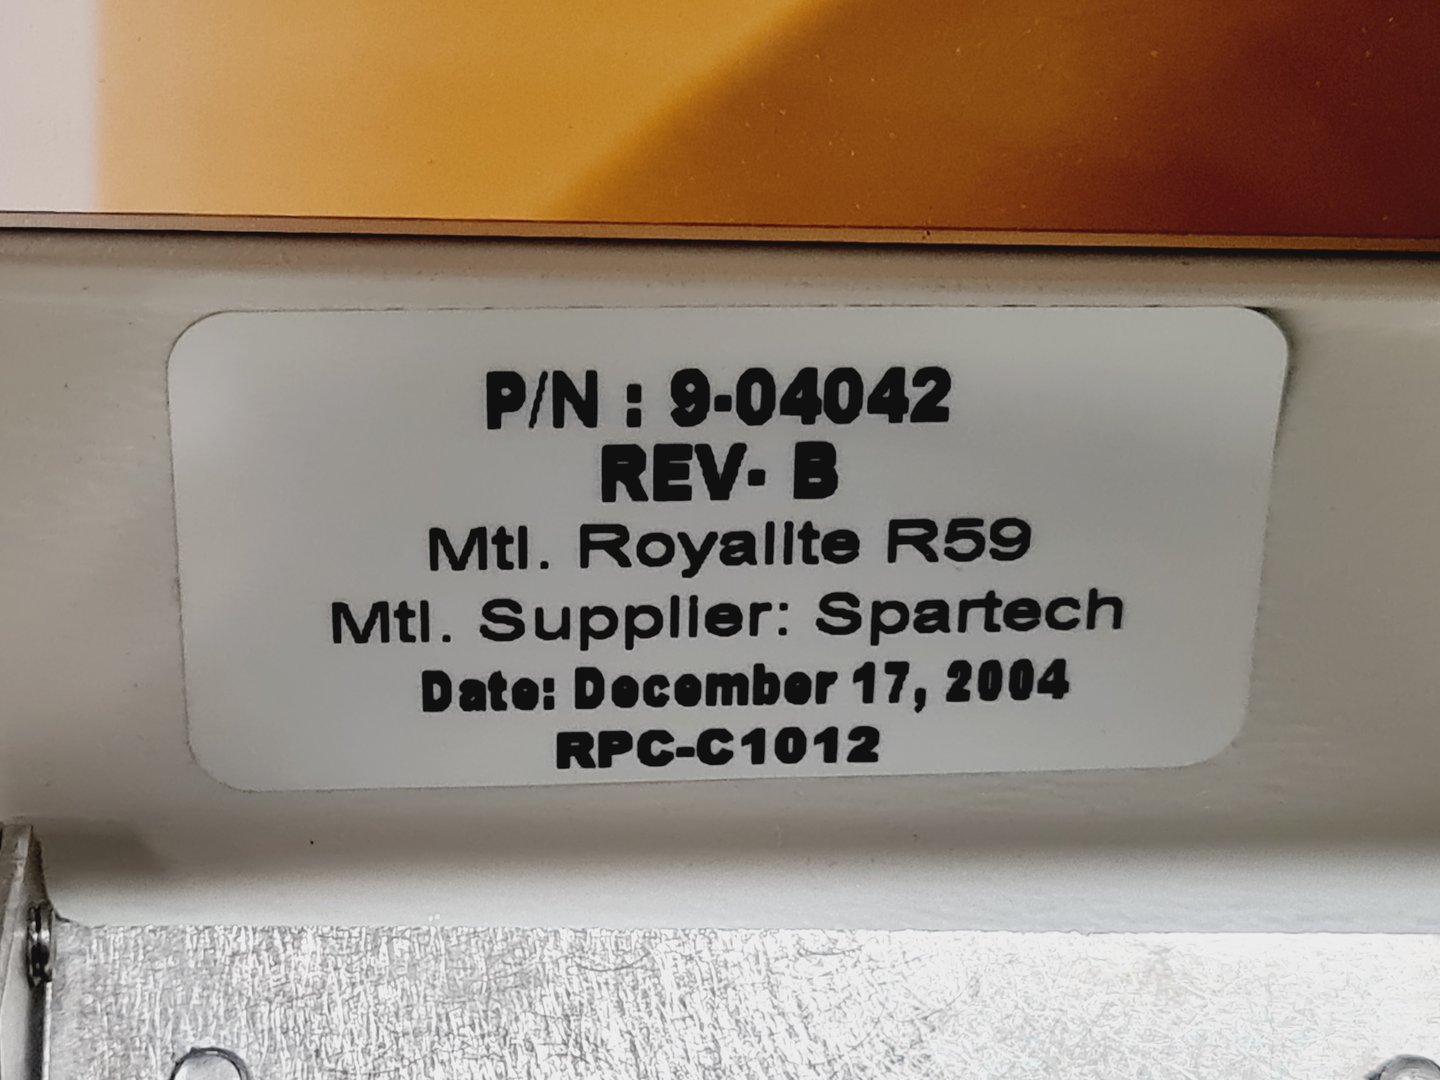 P/N : 9-04042
REV- B
Mtl. Royalite R59
Mtl. Supplier: Spartech
Date: December 17, 2004
RPC-C1012